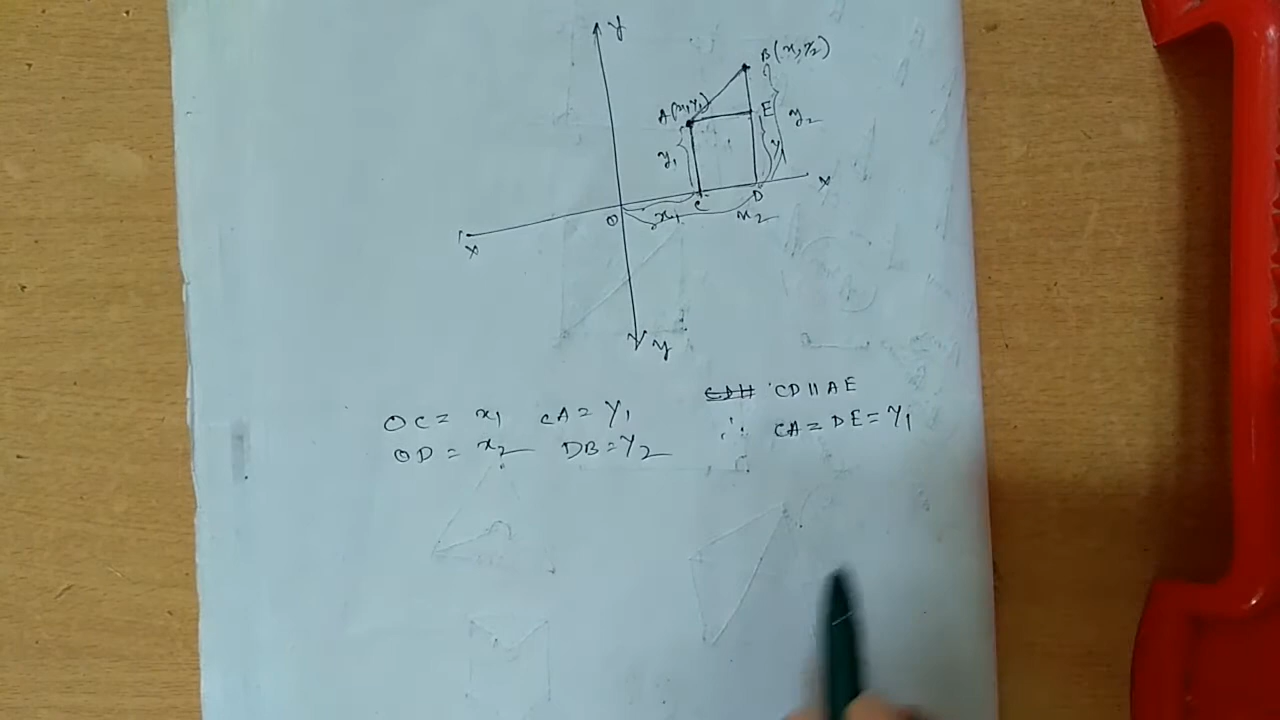 y
B(x, y2)
A(x1 y1)
E
y2
y1
y1
x
O
x1
C
D
x2
x
y
C̶D̶I̶I̶ CD II AE
OC = x1 CA = Y1
∴ CA = DE = Y1
OD = x2 DB = Y2